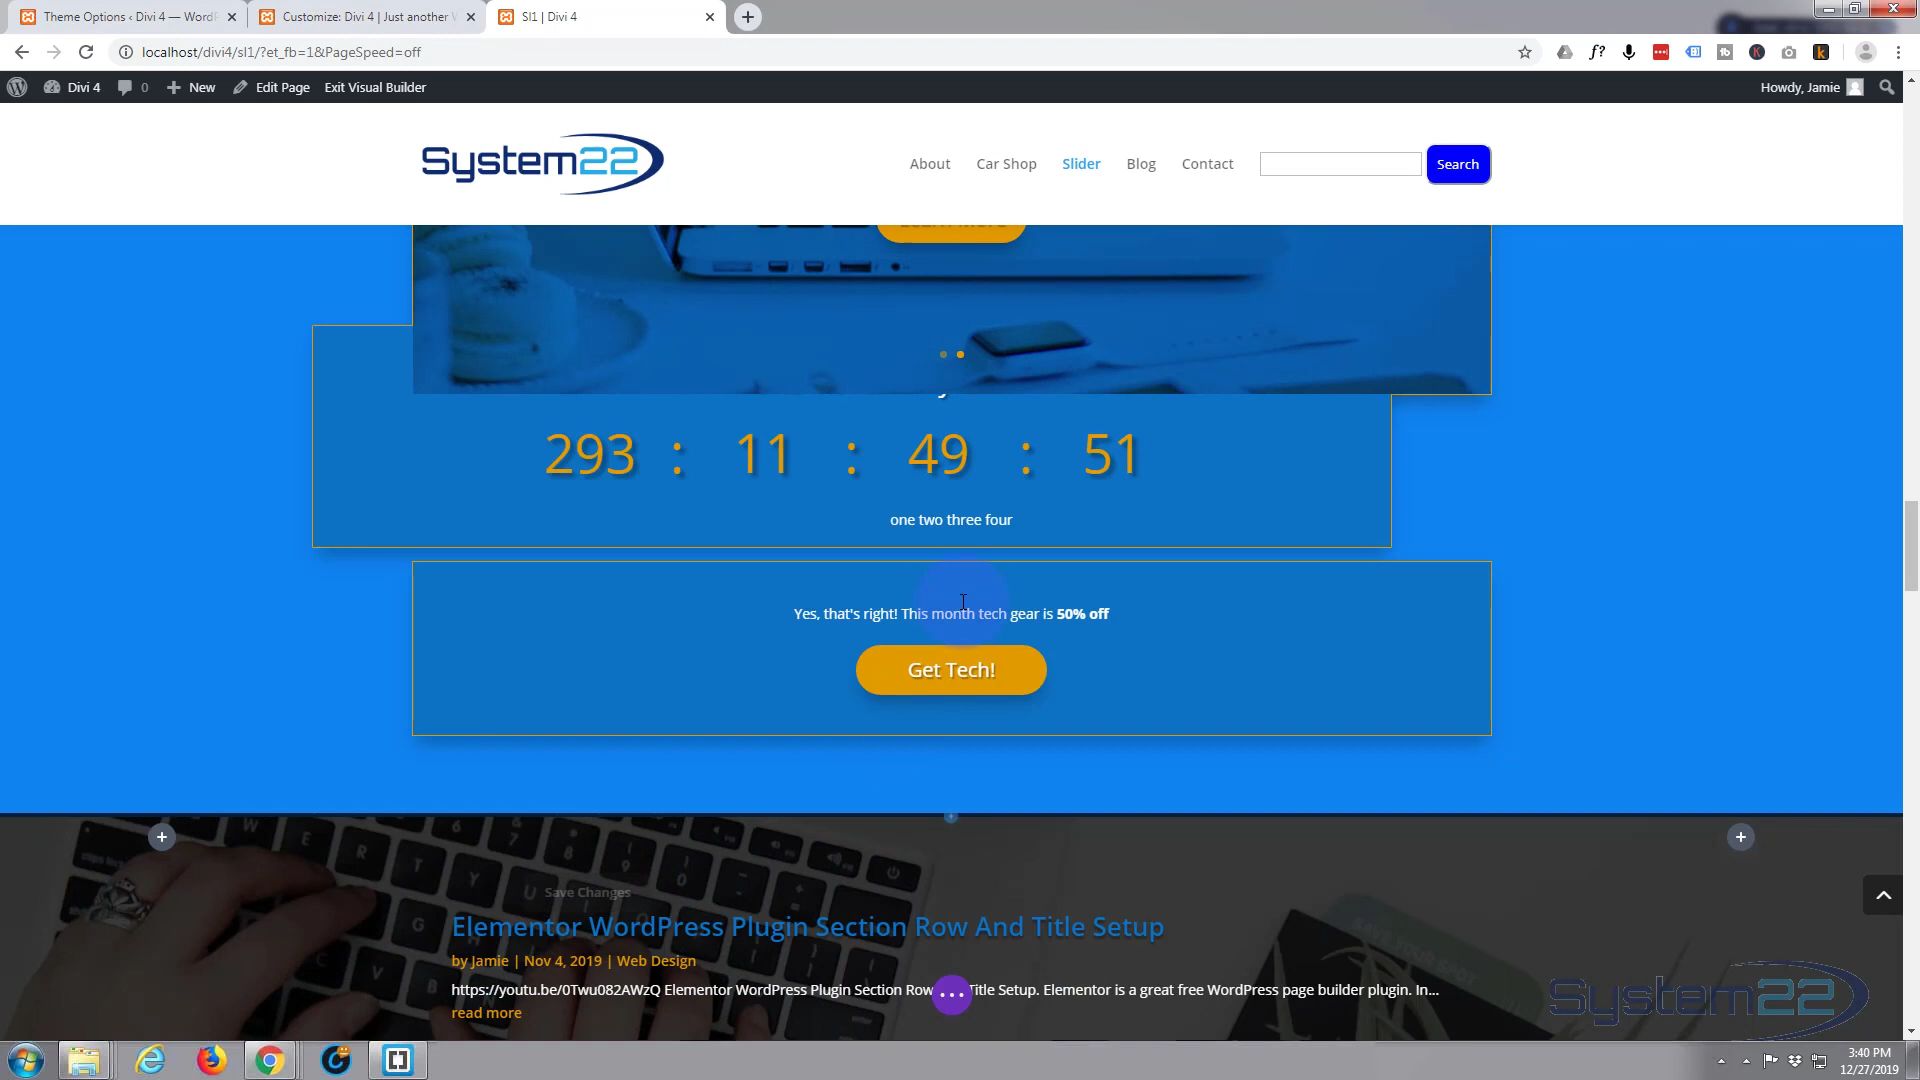 Theme Options ‹ Divi 4 — WordP
Customize: Divi 4 | Just another W
Sl1 | Divi 4
localhost/divi4/sl1/?et_fb=1&PageSpeed=off
Divi 4
0
New
Edit Page
Exit Visual Builder
Howdy, Jamie
System22
About
Car Shop
Slider
Blog
Contact
Search
293 : 11 : 49 : 51
one two three four
Yes, that's right! This month tech gear is 50% off
Get Tech!
Save Changes
Elementor WordPress Plugin Section Row And Title Setup
by Jamie | Nov 4, 2019 | Web Design
https://youtu.be/0Twu082AWzQ Elementor WordPress Plugin Section Row Title Setup. Elementor is a great free WordPress page builder plugin. In...
read more
System22
3:40 PM
12/27/2019